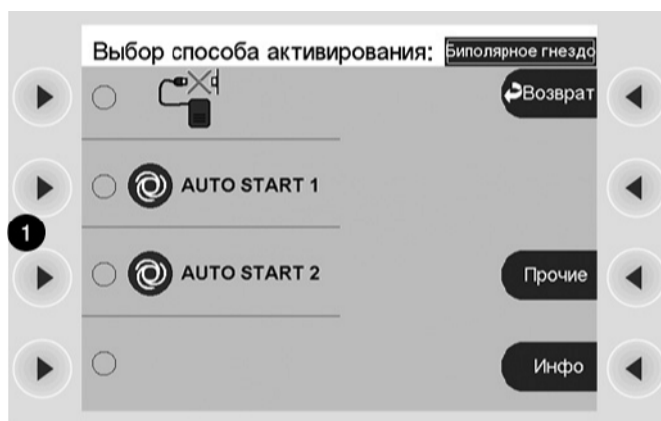 Выбор способа активирования: Биполярное гнездо
Возврат
AUTO START 1
1
AUTO START 2
Прочие
Инфо